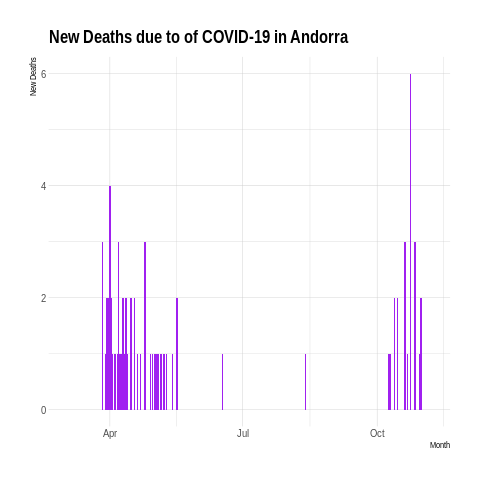 New Deaths due to of COVID-19 in Andorra
New Deaths
6
4
2
0
Apr
Jul
Oct
Month